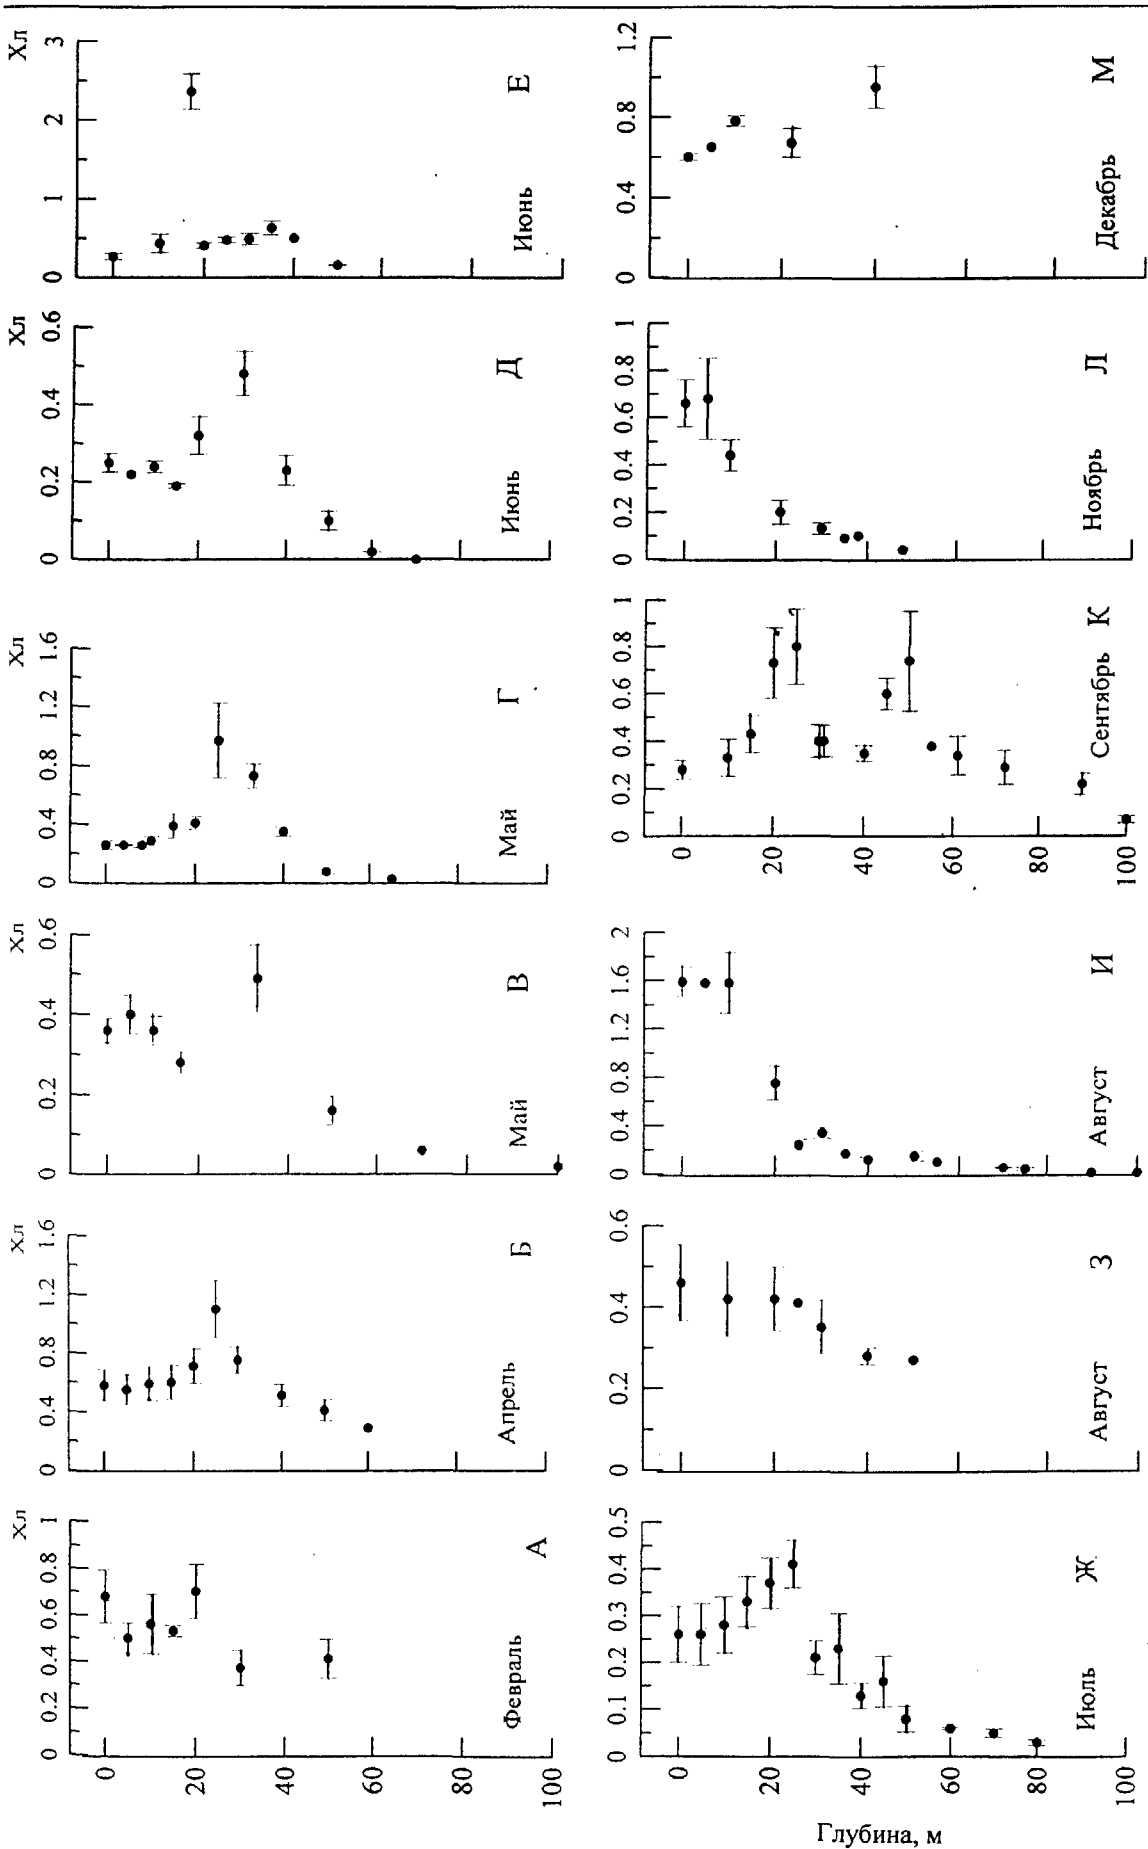 Хл
0 1 2 3
Июнь
Е
0 0.4 0.8 1.2
Декабрь
М
Хл
0 0.2 0.4 0.6
Июнь
Д
0 0.2 0.4 0.6 0.8 1
Ноябрь
Л
Хл
0 0.4 0.8 1.2 1.6
Май
Г
0 0.2 0.4 0.6 0.8 1
Сентябрь
К
0
20
40
60
80
100
Хл
0 0.2 0.4 0.6
Май
В
0 0.4 0.8 1.2 1.6 2
Август
И
Хл
0 0.4 0.8 1.2 1.6
Апрель
Б
0 0.2 0.4 0.6
Август
З
Хл
0 0.2 0.4 0.6 0.8 1
Февраль
А
0
20
40
60
80
100
0 0.1 0.2 0.3 0.4 0.5
Июль
Ж
0
20
40
60
80
100
Глубина, м